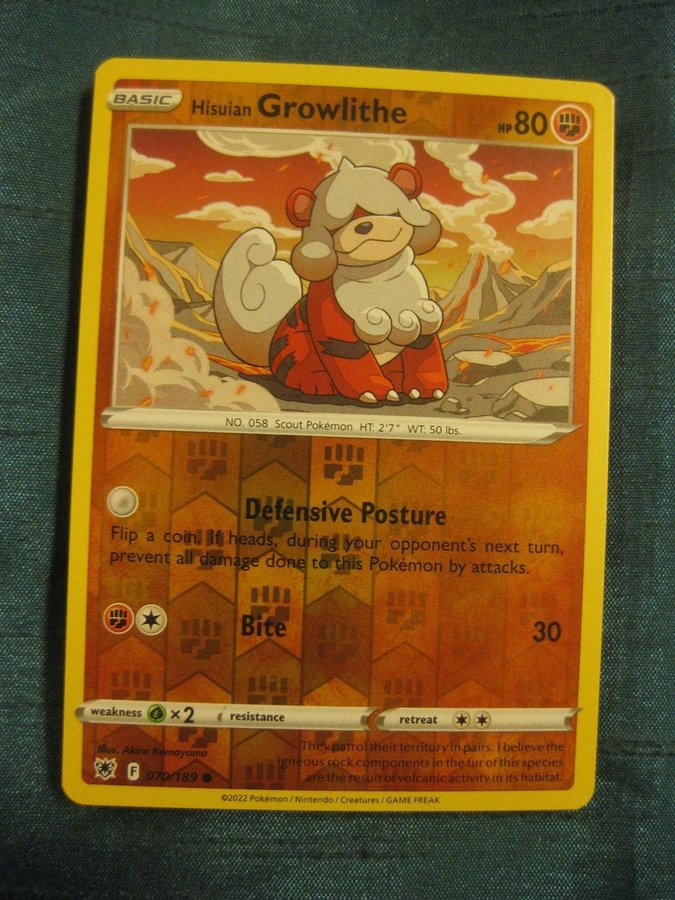 BASIC Hisuian Growlithe HP 80
NO. 058 Scout Pokémon HT: 2'7" WT: 50 lbs.
Defensive Posture
Flip a coin. If heads, during your opponent's next turn,
prevent all damage done to this Pokémon by attacks.
Bite 30
weakness ×2 resistance retreat
Illus. Akira Komayama
They patrol their territory in pairs. I believe the
igneous rock components in the fur of this species
are the result of volcanic activity in its habitat.
F 070/189
©2022 Pokémon / Nintendo / Creatures / GAME FREAK